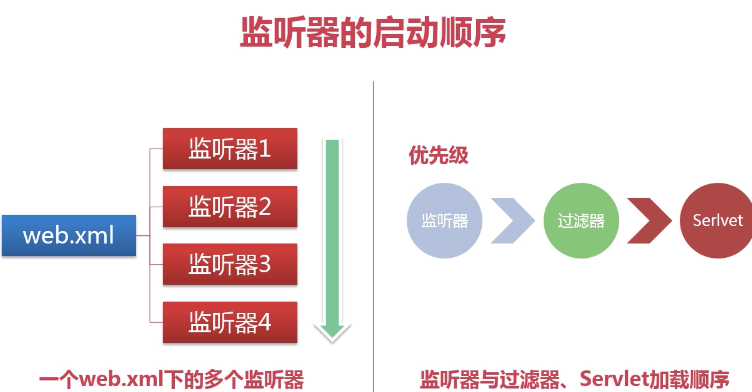 监听器的启动顺序
监听器1
监听器2
监听器3
监听器4
web.xml
一个web.xml下的多个监听器
优先级
监听器
过滤器
Serlvet
监听器与过滤器、Servlet加载顺序